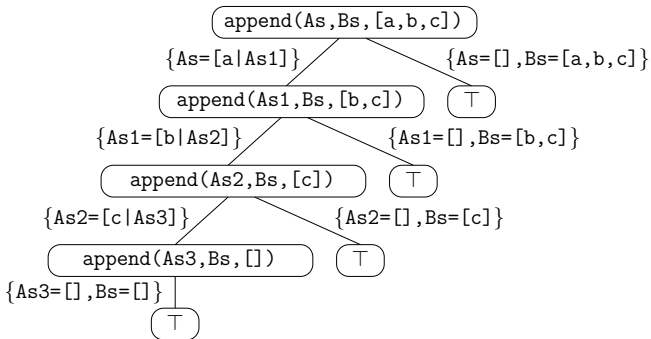 append(As,Bs,[a,b,c])
{As=[a|As1]} {As=[],Bs=[a,b,c]}
append(As1,Bs,[b,c]) ⊤
{As1=[b|As2]} {As1=[],Bs=[b,c]}
append(As2,Bs,[c]) ⊤
{As2=[c|As3]} {As2=[],Bs=[c]}
append(As3,Bs,[]) ⊤
{As3=[],Bs=[]}
⊤